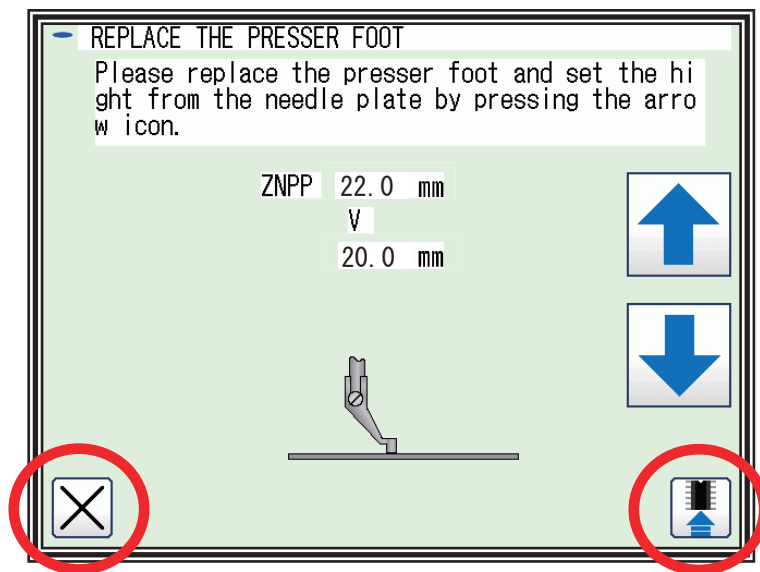 REPLACE THE PRESSER FOOT
Please replace the presser foot and set the hi
ght from the needle plate by pressing the arro
w icon.
ZNPP 22.0 mm
V
20.0 mm